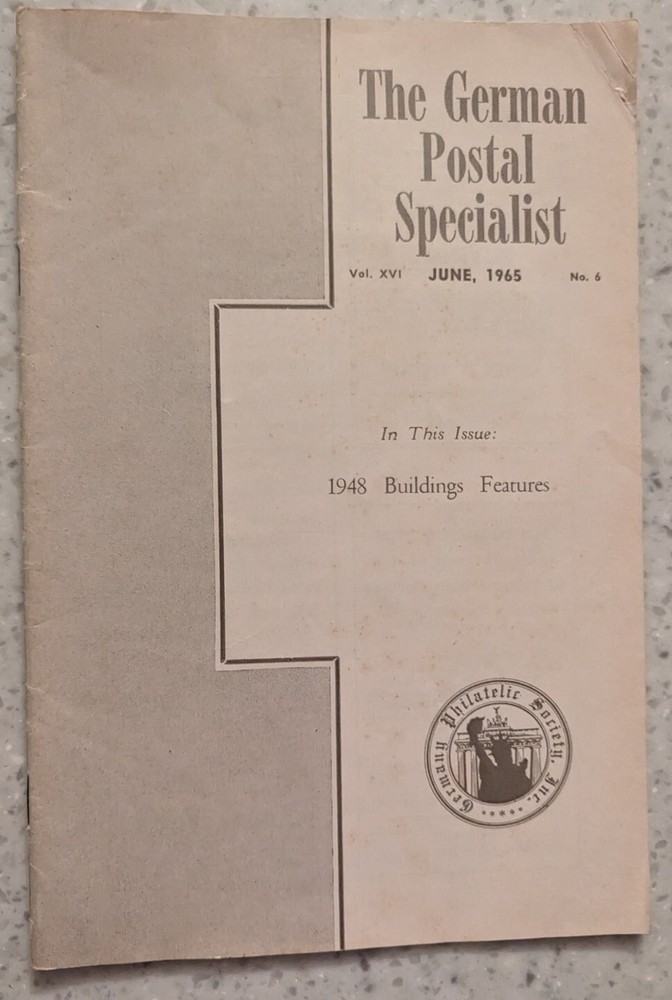 The German
Postal
Specialist
Vol. XVI JUNE, 1965 No. 6
In This Issue:
1948 Buildings Features
Germany Philatelic Society, Inc.